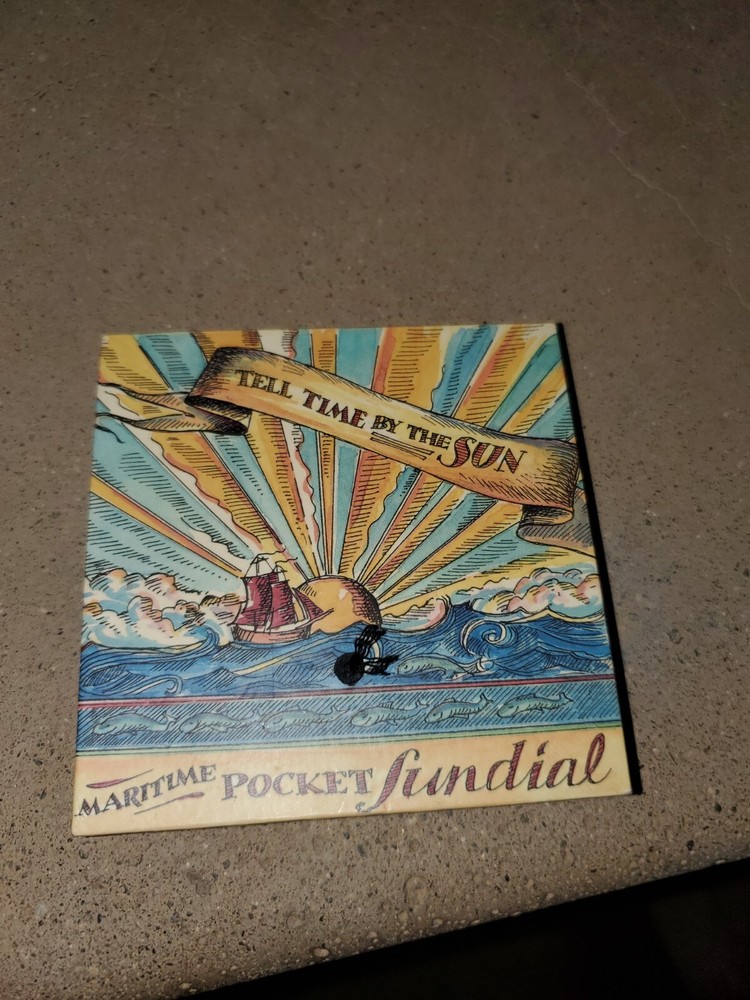 TELL TIME BY THE SUN
MARITIME POCKET Sundial